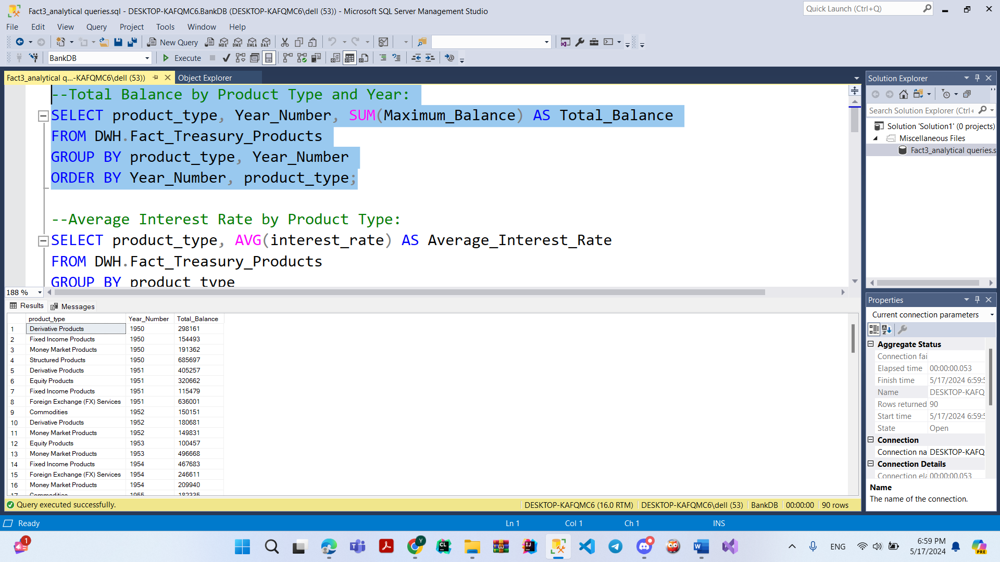 Fact3_analytical queries.sql - DESKTOP-KAFQMC6.BankDB (DESKTOP-KAFQMC6\dell (53)) - Microsoft SQL Server Management Studio
Quick Launch (Ctrl+Q)
File Edit View Query Project Tools Window Help
New Query
MDX DMX XMLA DAX
BankDB
Execute
Fact3_analytical q...-KAFQMC6\dell (53))
Object Explorer
--Total Balance by Product Type and Year:
SELECT product_type, Year_Number, SUM(Maximum_Balance) AS Total_Balance
FROM DWH.Fact_Treasury_Products
GROUP BY product_type, Year_Number
ORDER BY Year_Number, product_type;
--Average Interest Rate by Product Type:
SELECT product_type, AVG(interest_rate) AS Average_Interest_Rate
FROM DWH.Fact_Treasury_Products
GROUP BY product_type
188 %
Results Messages
product_type Year_Number Total_Balance
1 Derivative Products 1950 298161
2 Fixed Income Products 1950 154493
3 Money Market Products 1950 191362
4 Structured Products 1950 685697
5 Derivative Products 1951 405257
6 Equity Products 1951 320662
7 Fixed Income Products 1951 115479
8 Foreign Exchange (FX) Services 1951 636001
9 Commodities 1952 150151
10 Derivative Products 1952 180681
11 Money Market Products 1952 149831
12 Equity Products 1953 100457
13 Money Market Products 1953 496668
14 Fixed Income Products 1954 467683
15 Foreign Exchange (FX) Services 1954 246611
16 Money Market Products 1954 209940
17 Commodities 1955 182335
Query executed successfully.
DESKTOP-KAFQMC6 (16.0 RTM) DESKTOP-KAFQMC6\dell (53) BankDB 00:00:00 90 rows
Solution Explorer
Search Solution Explorer (Ctrl+
Solution 'Solution1' (0 projects)
Miscellaneous Files
Fact3_analytical queries.s
Properties
Current connection parameters
Aggregate Status
Connection fai
Elapsed time 00:00:00.053
Finish time 5/17/2024 6:59:5
Name DESKTOP-KAFQ
Rows returned 90
Start time 5/17/2024 6:59:5
State Open
Connection
Connection na DESKTOP-KAFQ
Connection Details
Connection ela 00:00:00.053
Name
The name of the connection.
Ready
Ln 1 Col 1 Ch 1 INS
1
Y
CL
IJ
ENG
6:59 PM
5/17/2024
PRE